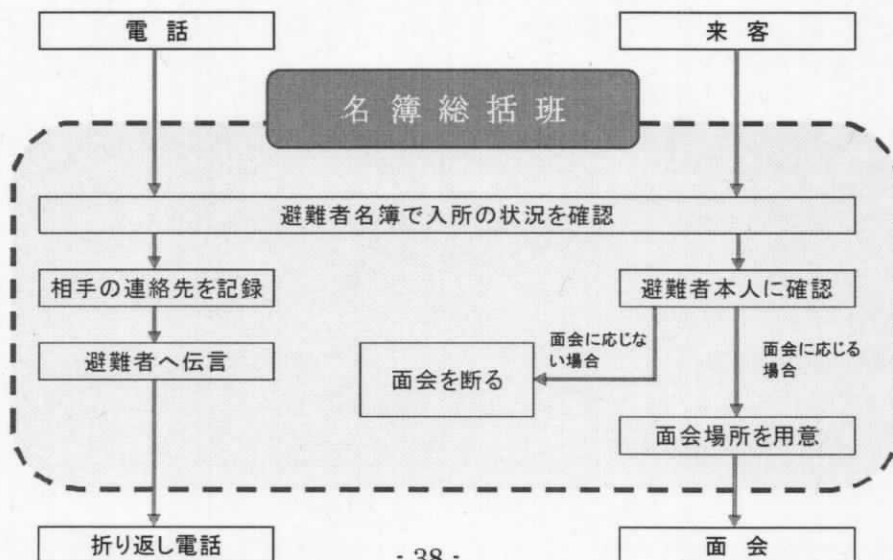 電話
来客
名簿総括班
避難者名簿で入所の状況を確認
相手の連絡先を記録
避難者本人に確認
避難者へ伝言
面会に応じな
い場合
面会を断る
面会に応じる
場合
面会場所を用意
折り返し電話
面会
- 38 -